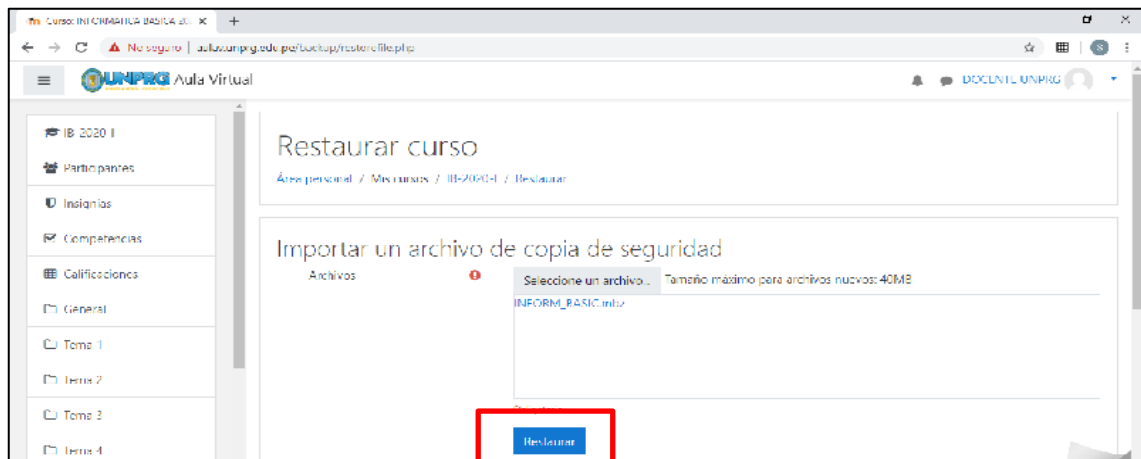 Curso: INFORMATICA BASICA 20
No seguro | aulas.unprg.edu.pe/backup/restorefile.php
S
UNPRG Aula Virtual
DOCENTE UNPRG
IB-2020-I
Participantes
Insignias
Competencias
Calificaciones
General
Tema 1
Tema 2
Tema 3
Tema 4
Restaurar curso
Área personal / Mis cursos / IB-2020-I / Restaurar
Importar un archivo de copia de seguridad
Archivos
Seleccione un archivo... Tamaño máximo para archivos nuevos: 40MB
INFORM_BASIC.mbz
Restaurar